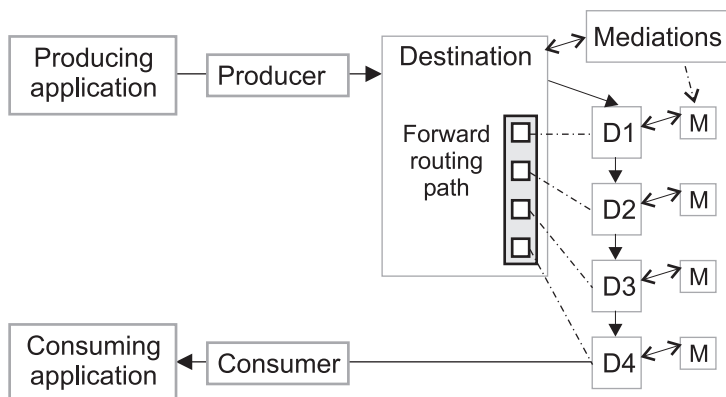 Producing
application
Producer
Destination
Mediations
Forward
routing
path
D1
M
D2
M
D3
M
D4
M
Consuming
application
Consumer